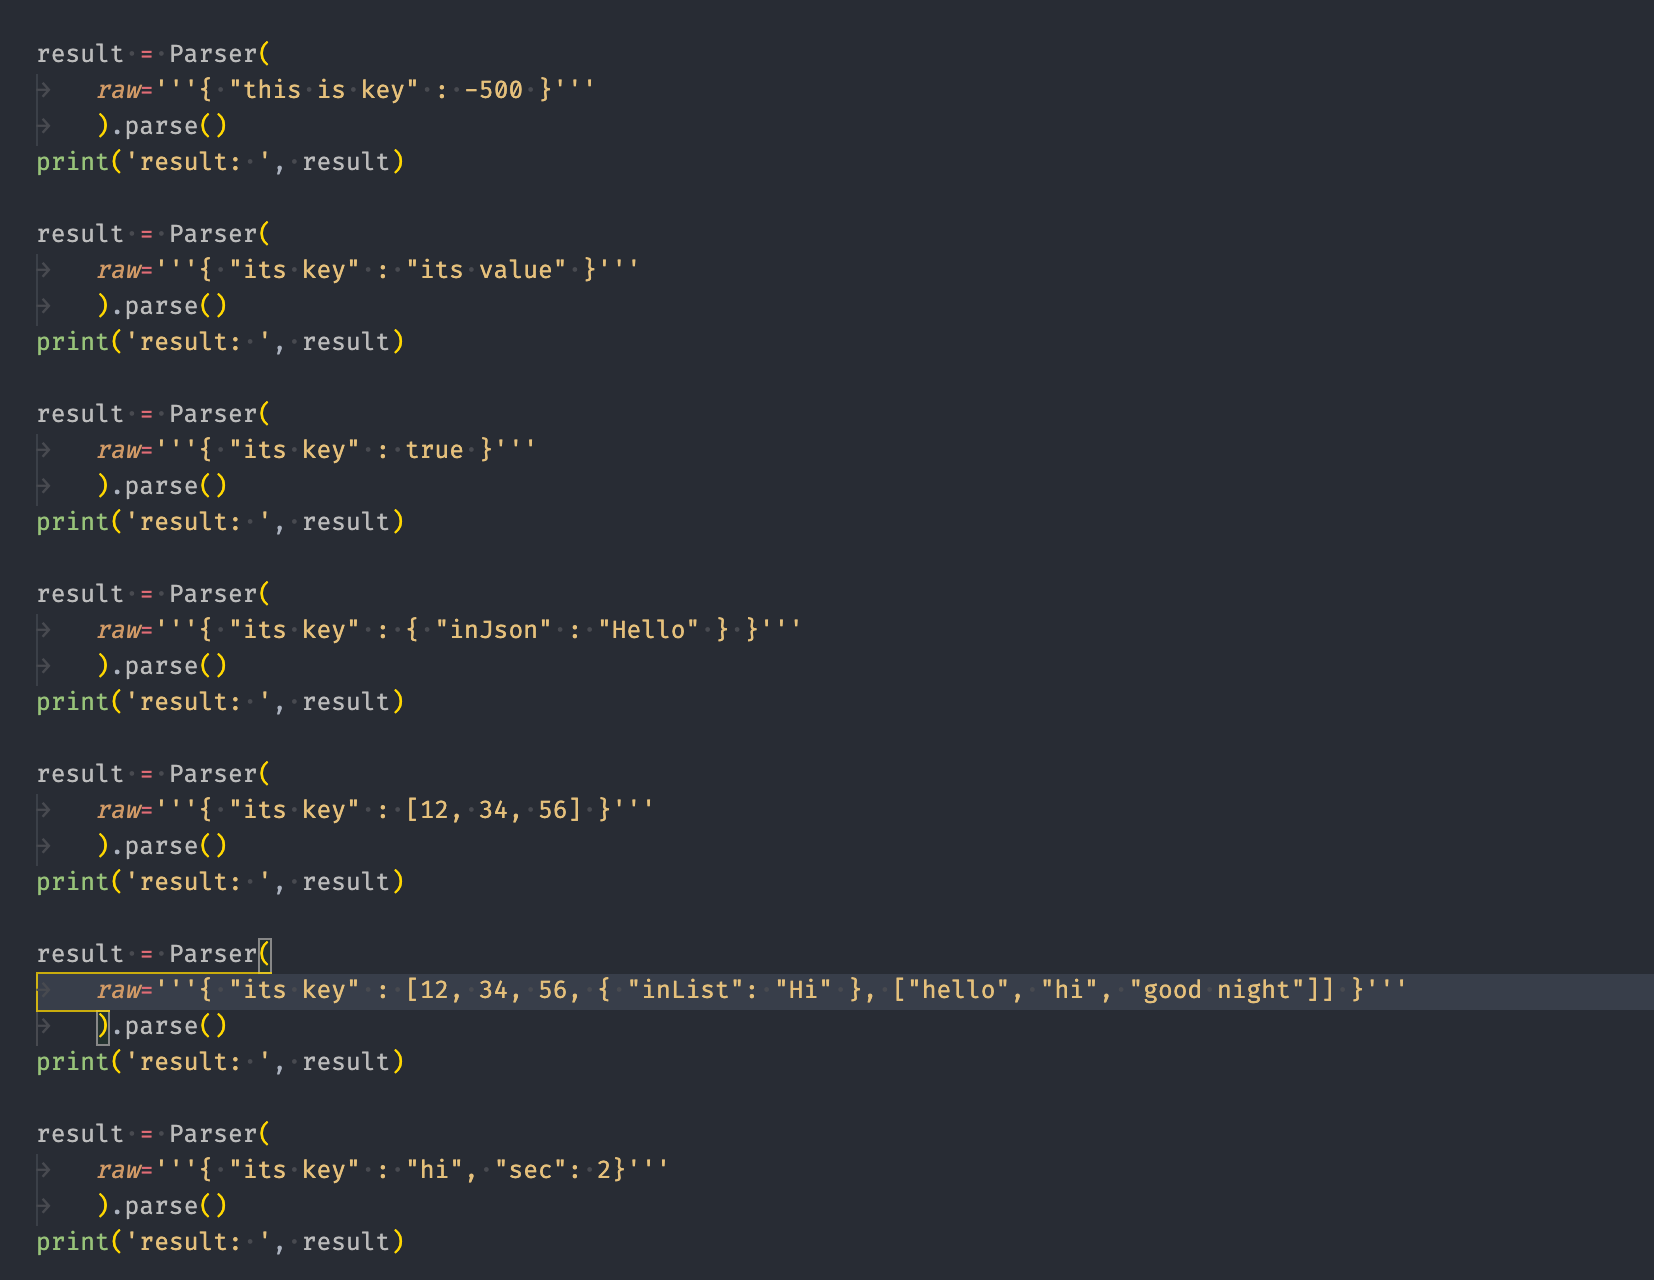 result = Parser(
    raw='''{ "this is key" : -500 }'''
    ).parse()
print('result: ', result)

result = Parser(
    raw='''{ "its key" : "its value" }'''
    ).parse()
print('result: ', result)

result = Parser(
    raw='''{ "its key" : true }'''
    ).parse()
print('result: ', result)

result = Parser(
    raw='''{ "its key" : { "inJson" : "Hello" } }'''
    ).parse()
print('result: ', result)

result = Parser(
    raw='''{ "its key" : [12, 34, 56] }'''
    ).parse()
print('result: ', result)

result = Parser(
    raw='''{ "its key" : [12, 34, 56, { "inList": "Hi" }, ["hello", "hi", "good night"]] }'''
    ).parse()
print('result: ', result)

result = Parser(
    raw='''{ "its key" : "hi", "sec": 2}'''
    ).parse()
print('result: ', result)